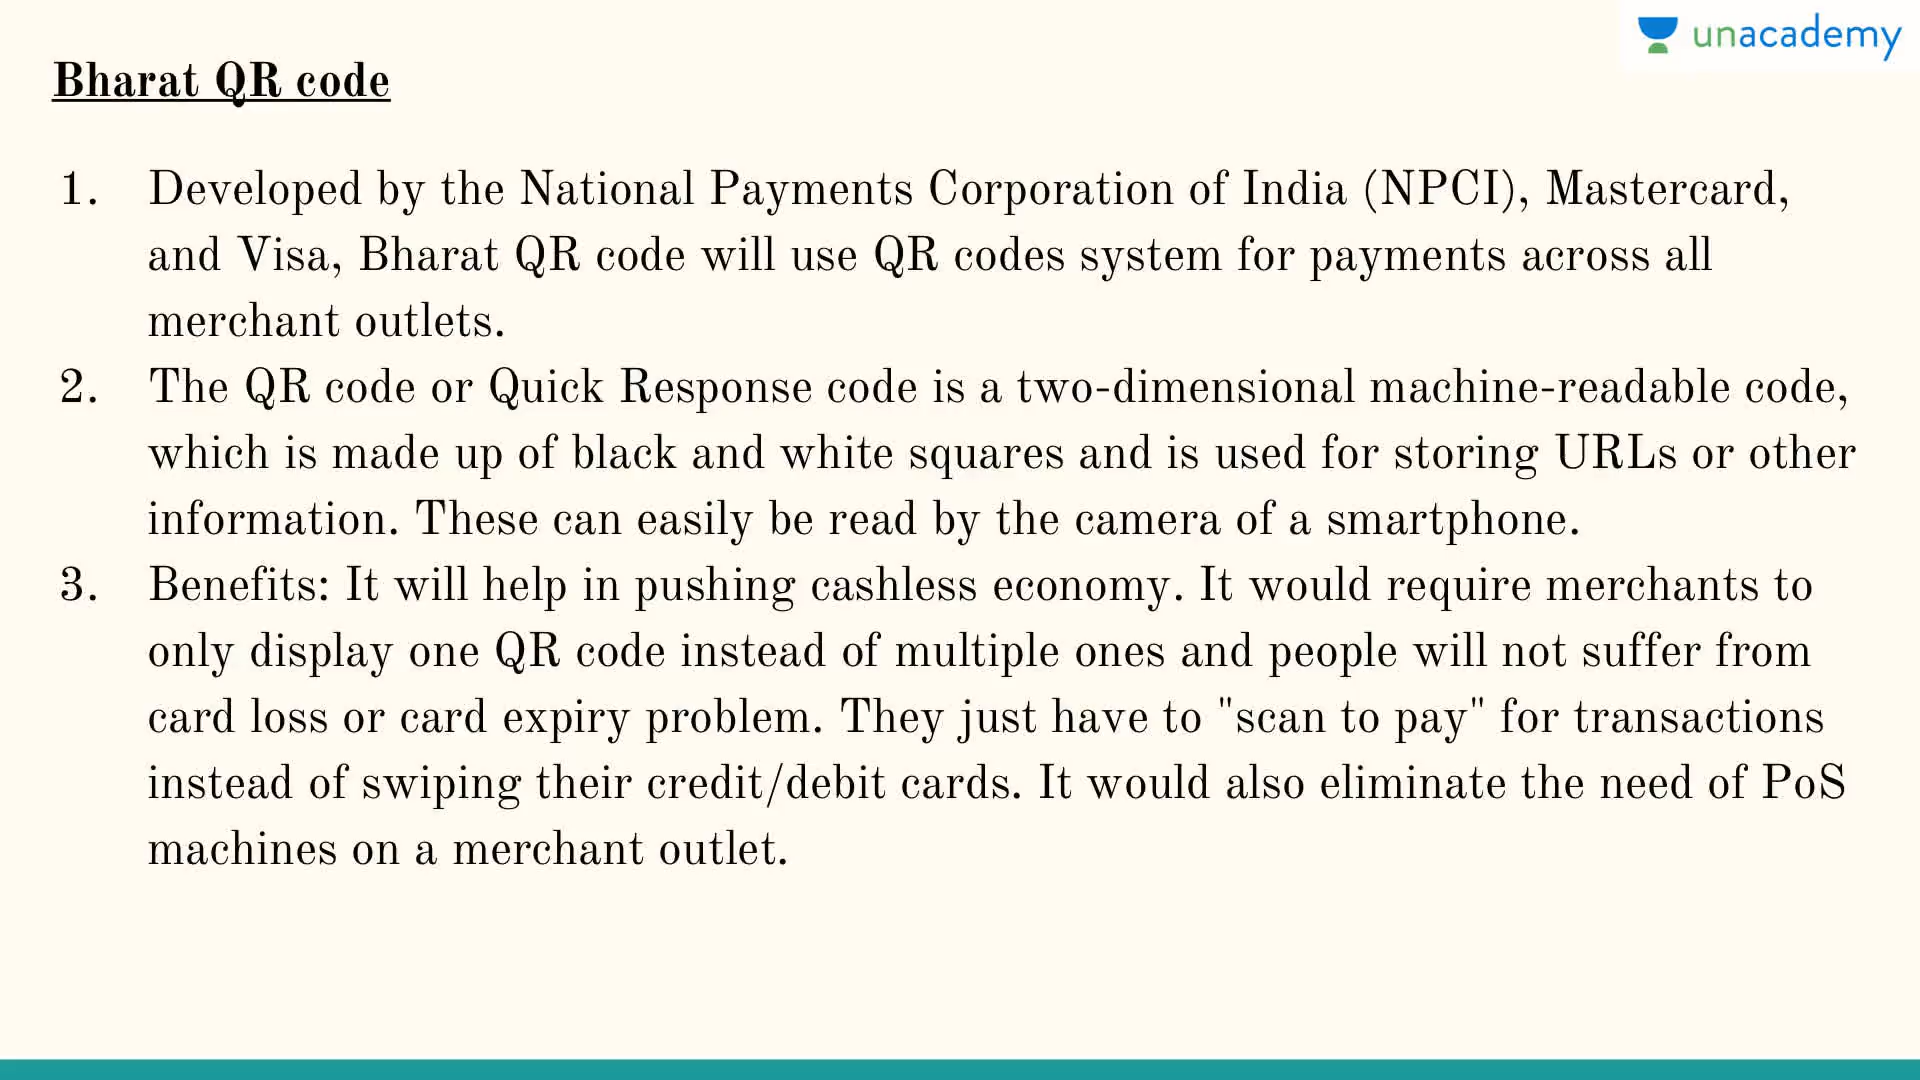 unacademy
Bharat QR code
1. Developed by the National Payments Corporation of India (NPCI), Mastercard,
and Visa, Bharat QR code will use QR codes system for payments across all
merchant outlets.
2. The QR code or Quick Response code is a two-dimensional machine-readable code,
which is made up of black and white squares and is used for storing URLs or other
information. These can easily be read by the camera of a smartphone.
3. Benefits: It will help in pushing cashless economy. It would require merchants to
only display one QR code instead of multiple ones and people will not suffer from
card loss or card expiry problem. They just have to "scan to pay" for transactions
instead of swiping their credit/debit cards. It would also eliminate the need of PoS
machines on a merchant outlet.